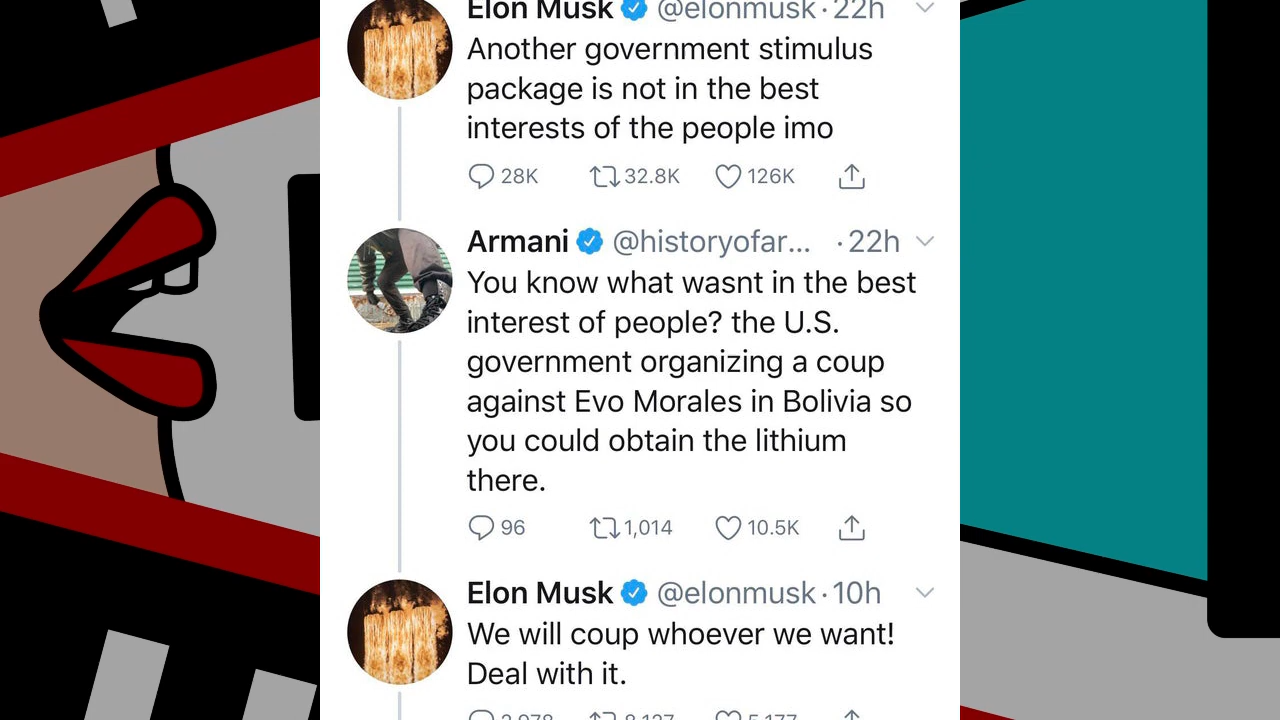 Elon Musk @elonmusk · 22h
Another government stimulus
package is not in the best
interests of the people imo
28K 32.8K 126K
Armani @historyofar... · 22h
You know what wasnt in the best
interest of people? the U.S.
government organizing a coup
against Evo Morales in Bolivia so
you could obtain the lithium
there.
96 1,014 10.5K
Elon Musk @elonmusk · 10h
We will coup whoever we want!
Deal with it.
2,978 8,127 5,177